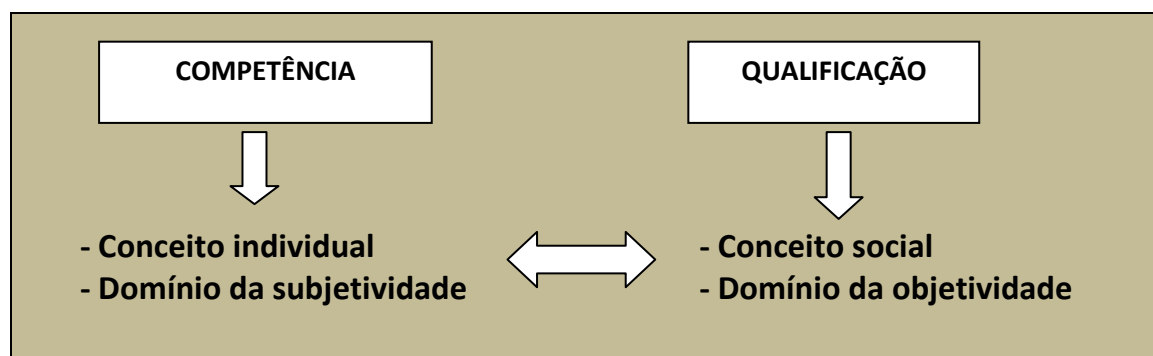 COMPETÊNCIA
QUALIFICAÇÃO
- Conceito individual
- Domínio da subjetividade
- Conceito social
- Domínio da objetividade